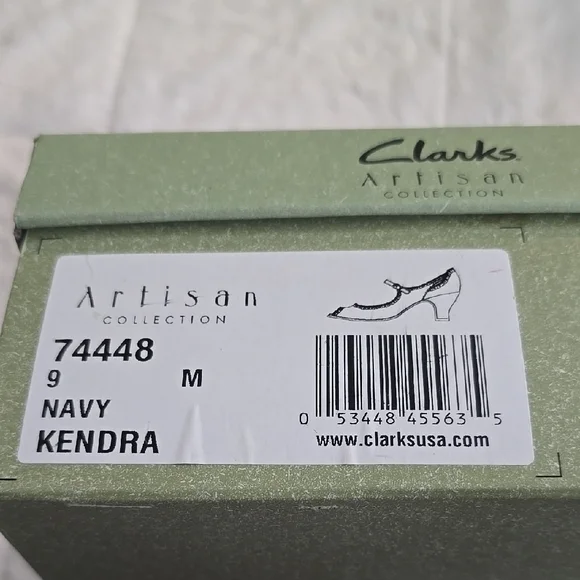 Clarks
Artisan
COLLECTION
Artisan
COLLECTION
74448
9 M
NAVY
KENDRA
0 53448 45563 5
www.clarksusa.com